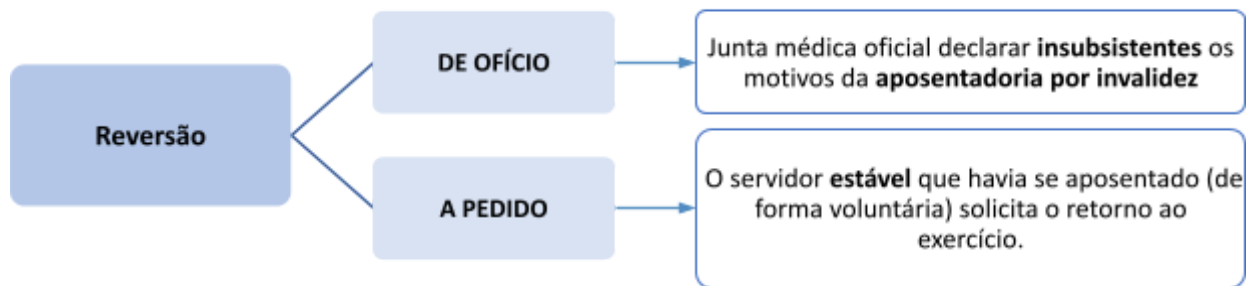 Reversão
DE OFÍCIO
Junta médica oficial declarar insubsistentes os
motivos da aposentadoria por invalidez
A PEDIDO
O servidor estável que havia se aposentado (de
forma voluntária) solicita o retorno ao
exercício.